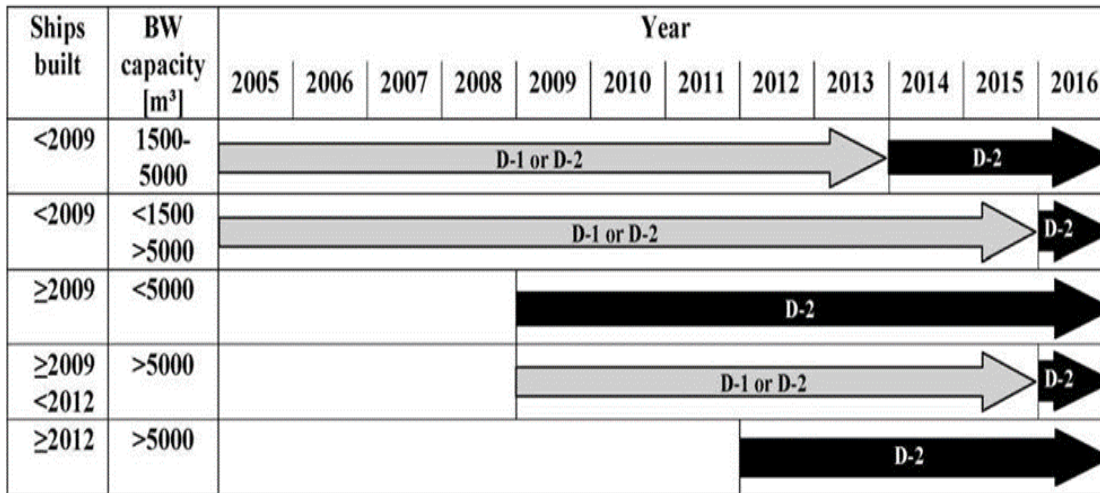 Ships built
BW capacity [m³]
Year
2005 2006 2007 2008 2009 2010 2011 2012 2013 2014 2015 2016
<2009
1500-
5000
D-1 or D-2
D-2
<2009
<1500
>5000
D-1 or D-2
D-2
≥2009
<5000
D-2
≥2009
<2012
>5000
D-1 or D-2
D-2
≥2012
>5000
D-2